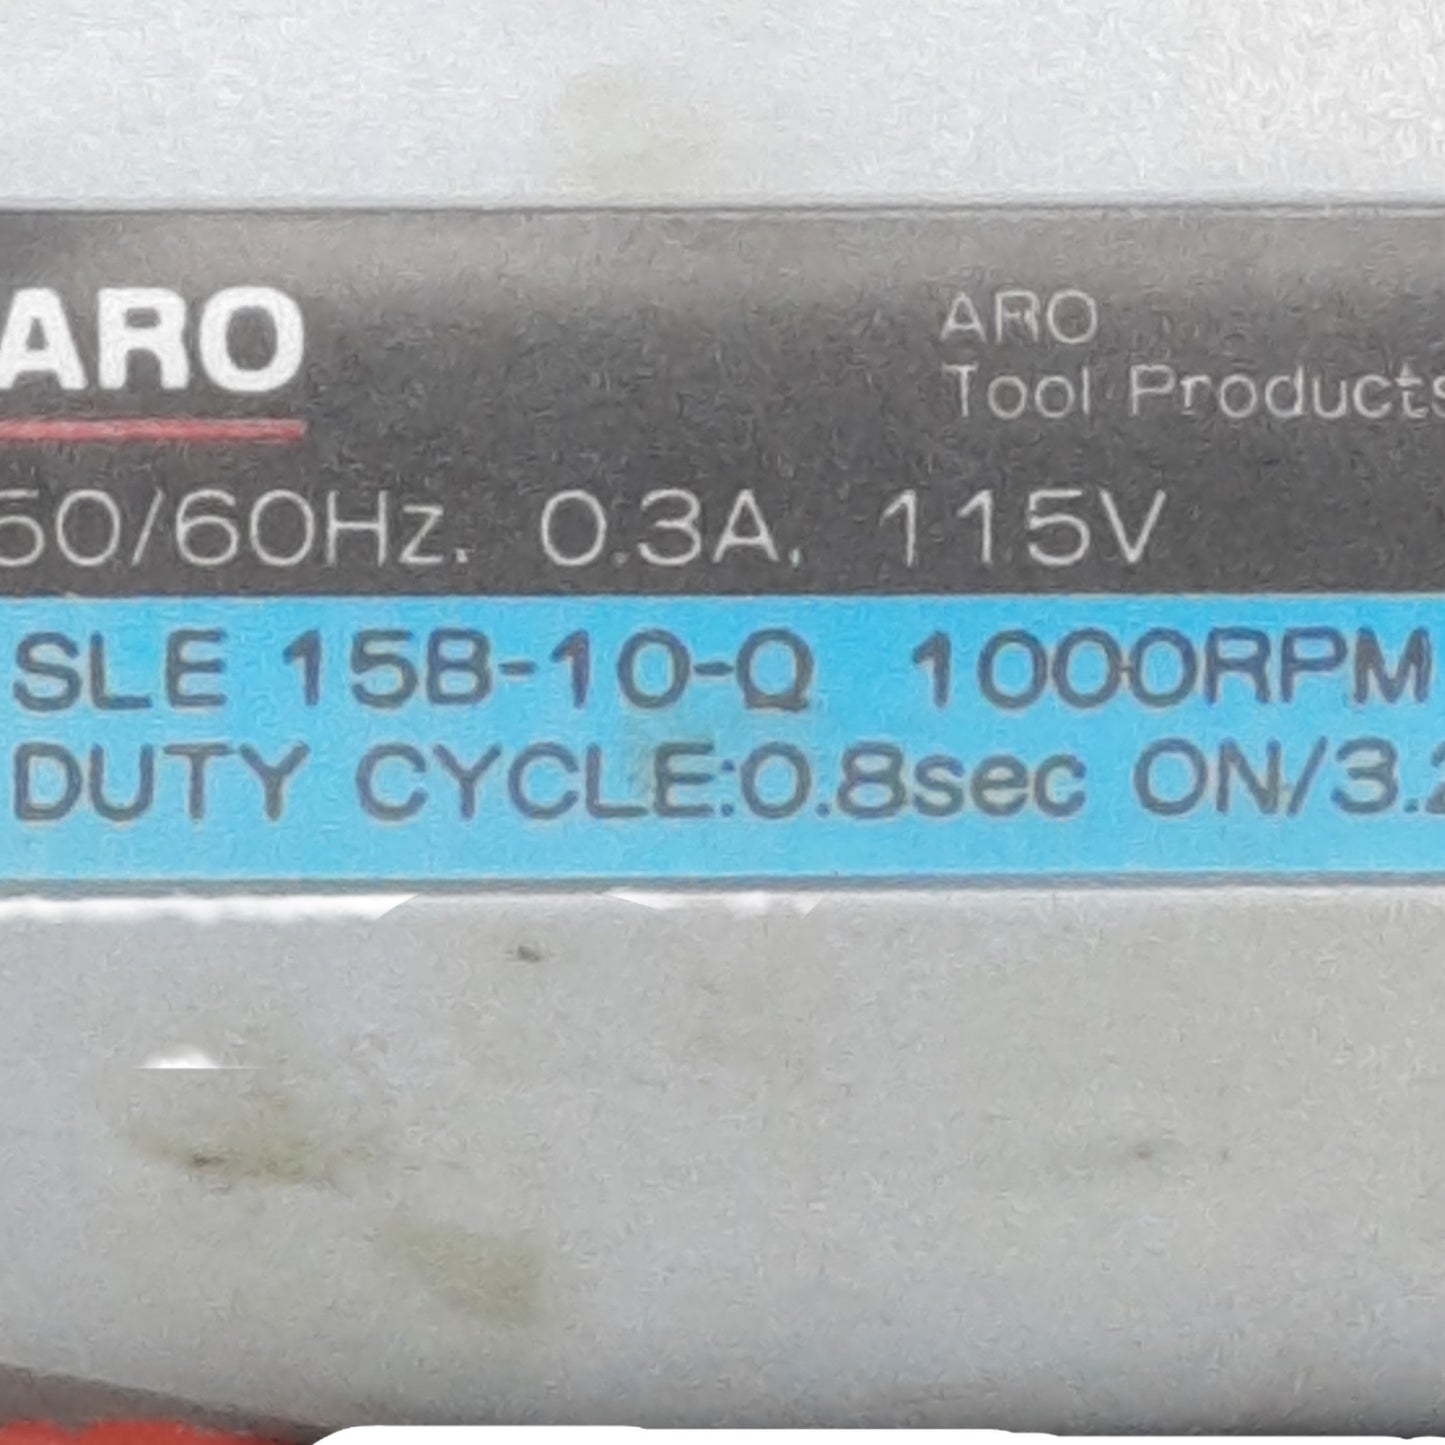 ARO
ARO
Tool Products
50/60Hz. 0.3A, 115V
SLE 15B-10-Q 1000RPM
DUTY CYCLE:0.8sec ON/3.2